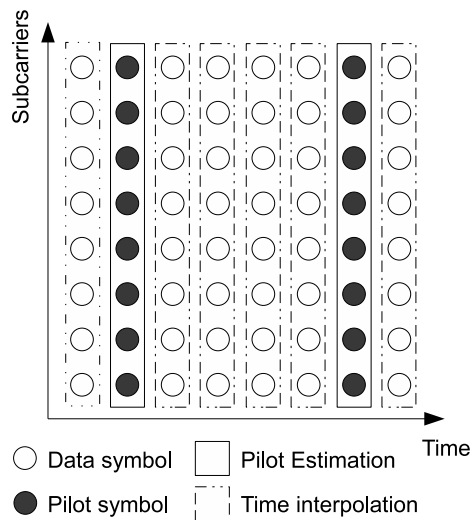 Subcarriers
Time
Data symbol
Pilot Estimation
Pilot symbol
Time interpolation